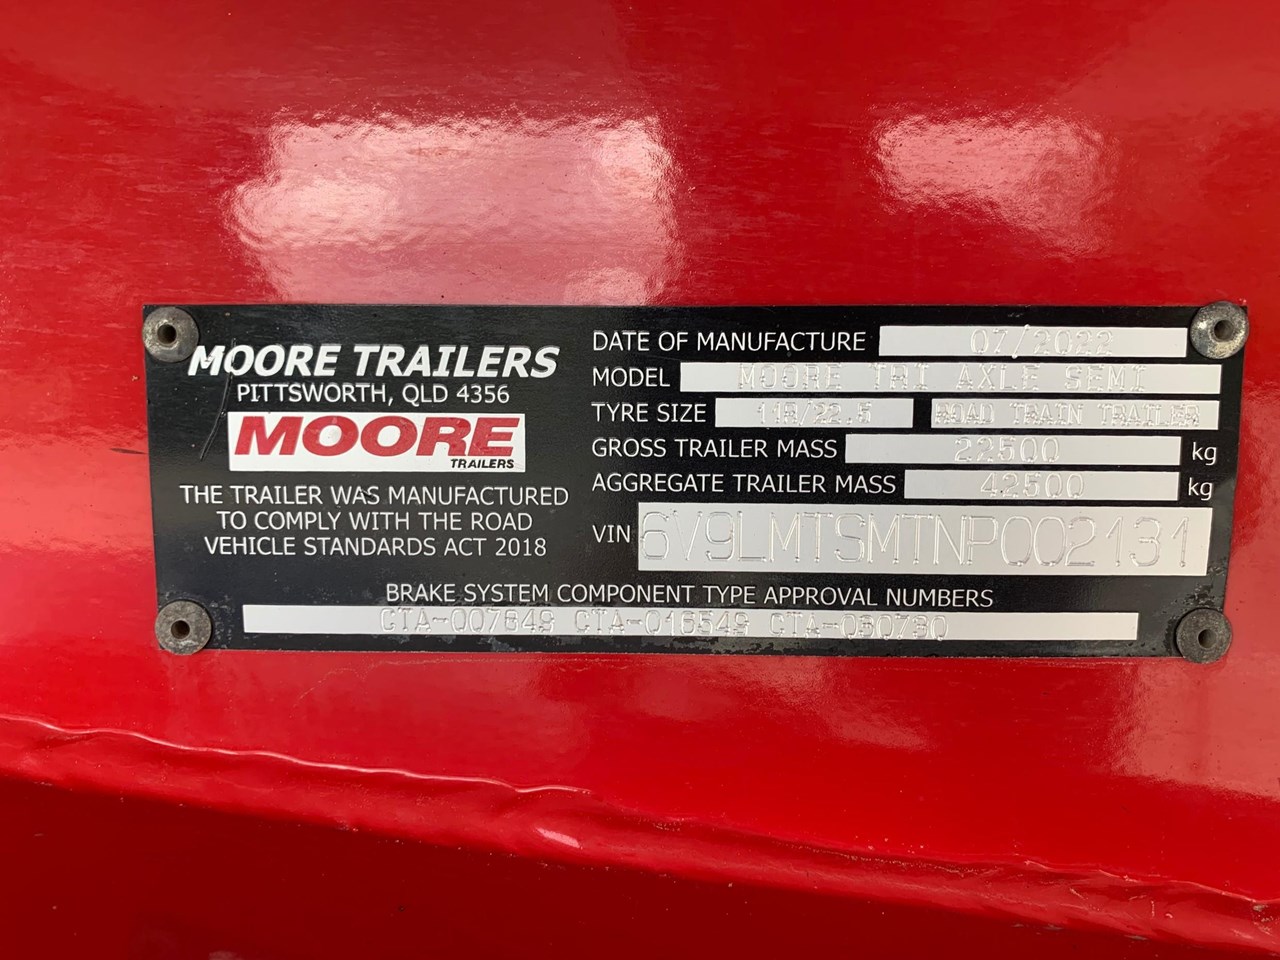 MOORE TRAILERS
PITTSWORTH, QLD 4356
MOORE
TRAILERS
THE TRAILER WAS MANUFACTURED
TO COMPLY WITH THE ROAD
VEHICLE STANDARDS ACT 2018
DATE OF MANUFACTURE 07/2022
MODEL MOORE TRI AXLE SEMI
TYRE SIZE 11R/22.5 ROAD TRAIN TRAILER
GROSS TRAILER MASS 22500 kg
AGGREGATE TRAILER MASS 42500 kg
VIN 6V9LMTSMTNP002131
BRAKE SYSTEM COMPONENT TYPE APPROVAL NUMBERS
CTA-007849 CTA-016549